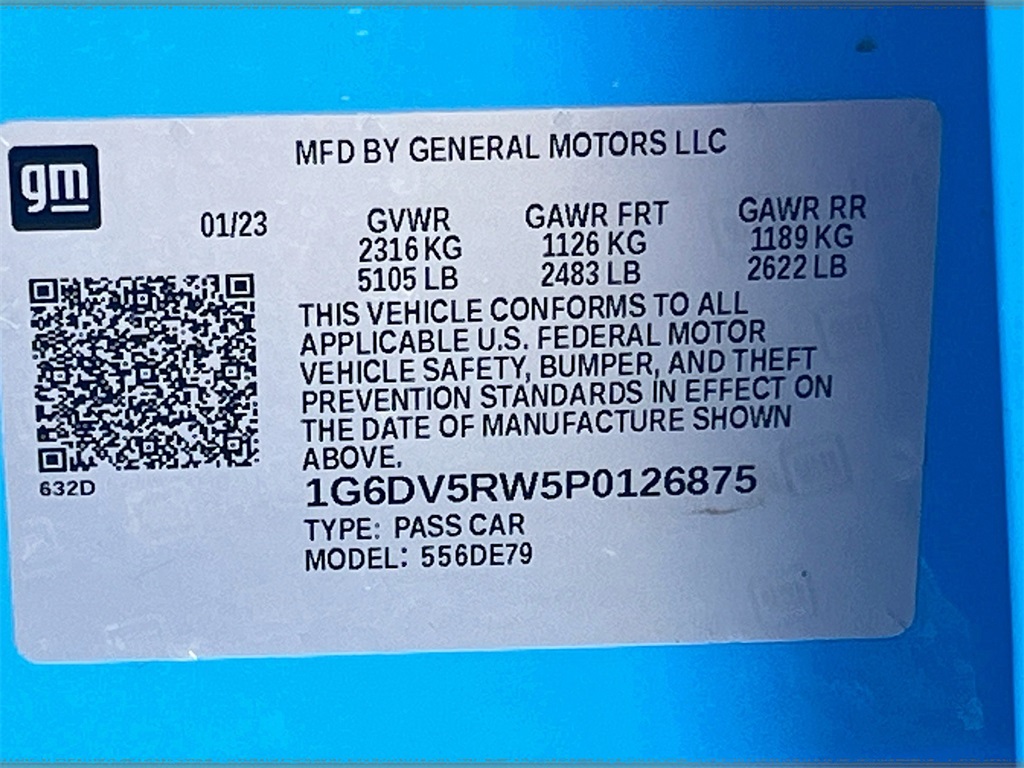 MFD BY GENERAL MOTORS LLC
gm
01/23
GVWR GAWR FRT GAWR RR
2316 KG 1126 KG 1189 KG
5105 LB 2483 LB 2622 LB
THIS VEHICLE CONFORMS TO ALL
APPLICABLE U.S. FEDERAL MOTOR
VEHICLE SAFETY, BUMPER, AND THEFT
PREVENTION STANDARDS IN EFFECT ON
THE DATE OF MANUFACTURE SHOWN
ABOVE.
632D
1G6DV5RW5P0126875
TYPE: PASS CAR
MODEL: 556DE79